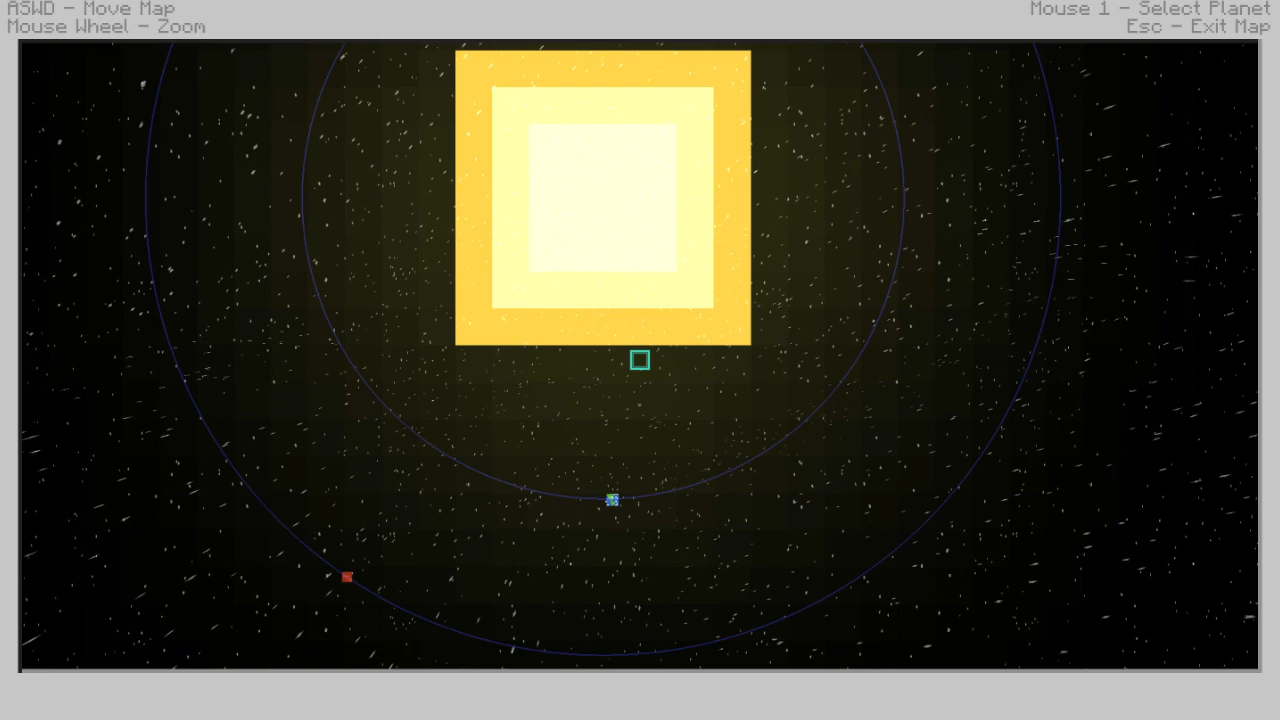 ASWD - Move Map
Mouse Wheel - Zoom
Mouse 1 - Select Planet
Esc - Exit Map